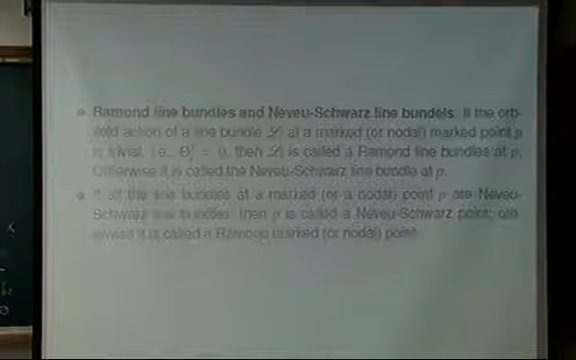 Ramond line bundles and Neveu-Schwarz line bundels. If the orb-
ifold action of a line bundle ℒ at a marked (or nodal) marked point p
is trivial, i.e., = 0, then ℒ is called a Ramond line bundles at p,
Otherwise it is called the Neveu-Schwarz line bundle at p.
If all the line bundles at a marked (or a nodal) point p are Neveu-
Schwarz line bundles, then p is called a Neveu-Schwarz point; oth-
erwise it is called a Ramond marked (or nodal) point.